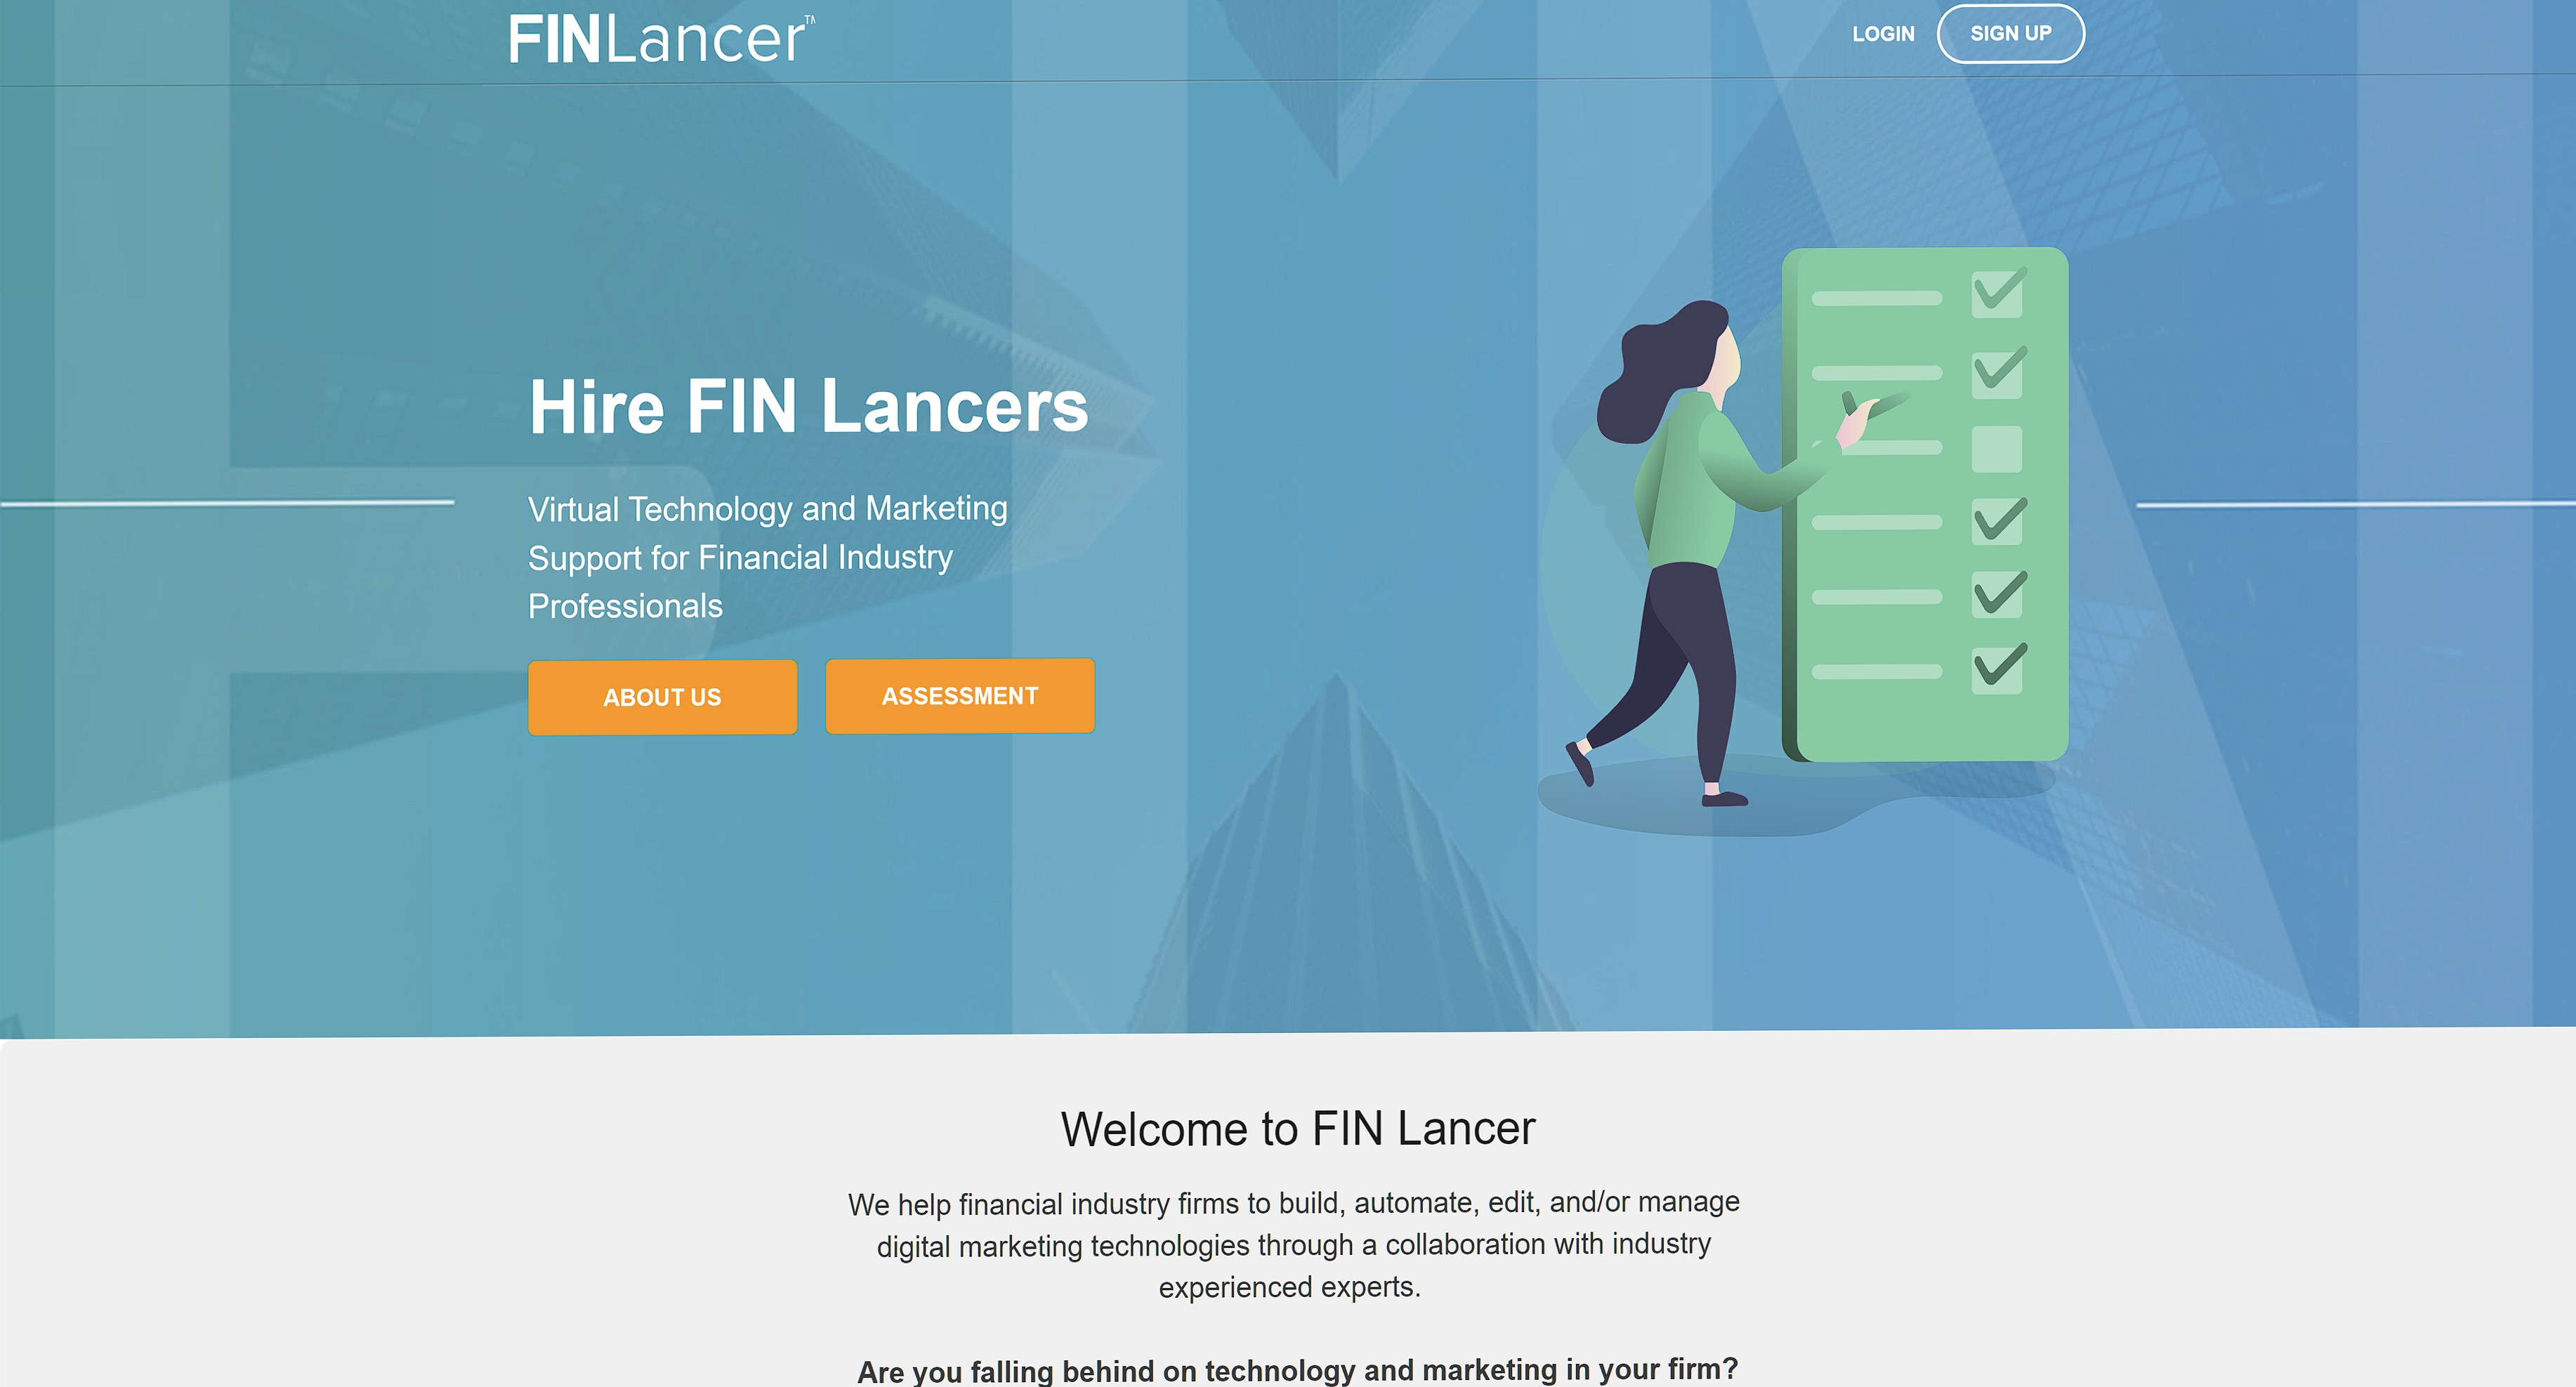 FINLancer™
LOGIN
SIGN UP
Hire FIN Lancers
Virtual Technology and Marketing
Support for Financial Industry
Professionals
ABOUT US
ASSESSMENT
Welcome to FIN Lancer
We help financial industry firms to build, automate, edit, and/or manage
digital marketing technologies through a collaboration with industry
experienced experts.
Are you falling behind on technology and marketing in your firm?